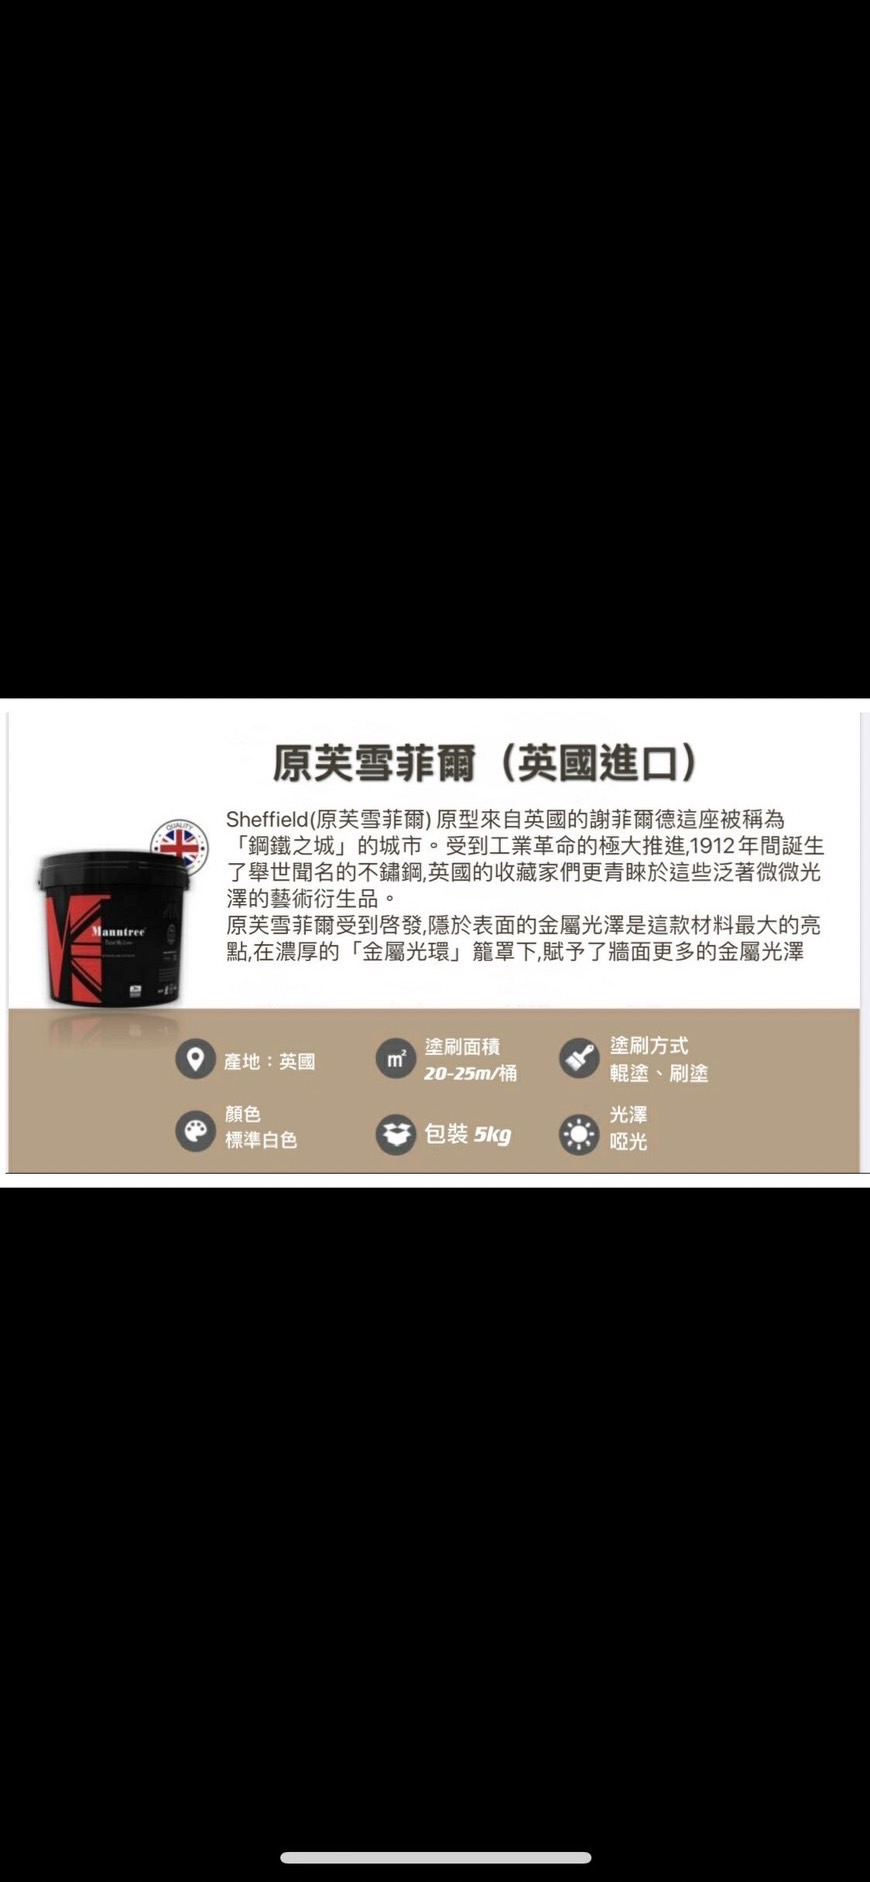 原芙雪菲爾（英國進口）
Sheffield(原芙雪菲爾) 原型來自英國的謝菲爾德這座被稱為
「鋼鐵之城」的城市。受到工業革命的極大推進,1912年間誕生
了舉世聞名的不鏽鋼,英國的收藏家們更青睞於這些泛著微微光
澤的藝術衍生品。
原芙雪菲爾受到啓發,隱於表面的金屬光澤是這款材料最大的亮
點,在濃厚的「金屬光環」籠罩下,賦予了牆面更多的金屬光澤
QUALITY
Manntree
產地：英國
m²
塗刷面積
20-25m/桶
塗刷方式
輥塗、刷塗
顏色
標準白色
包裝 5kg
光澤
啞光